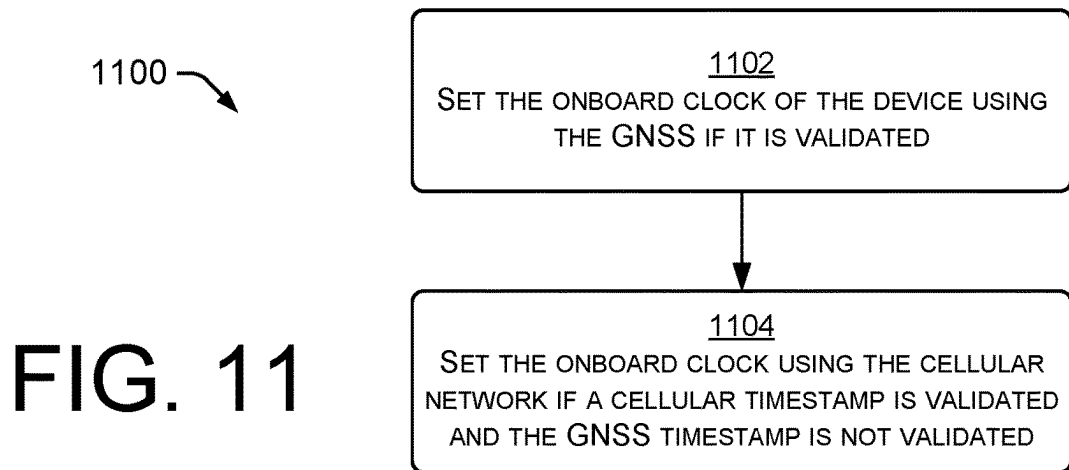 1100
1102
SET THE ONBOARD CLOCK OF THE DEVICE USING
THE GNSS IF IT IS VALIDATED
1104
SET THE ONBOARD CLOCK USING THE CELLULAR
NETWORK IF A CELLULAR TIMESTAMP IS VALIDATED
AND THE GNSS TIMESTAMP IS NOT VALIDATED
FIG. 11